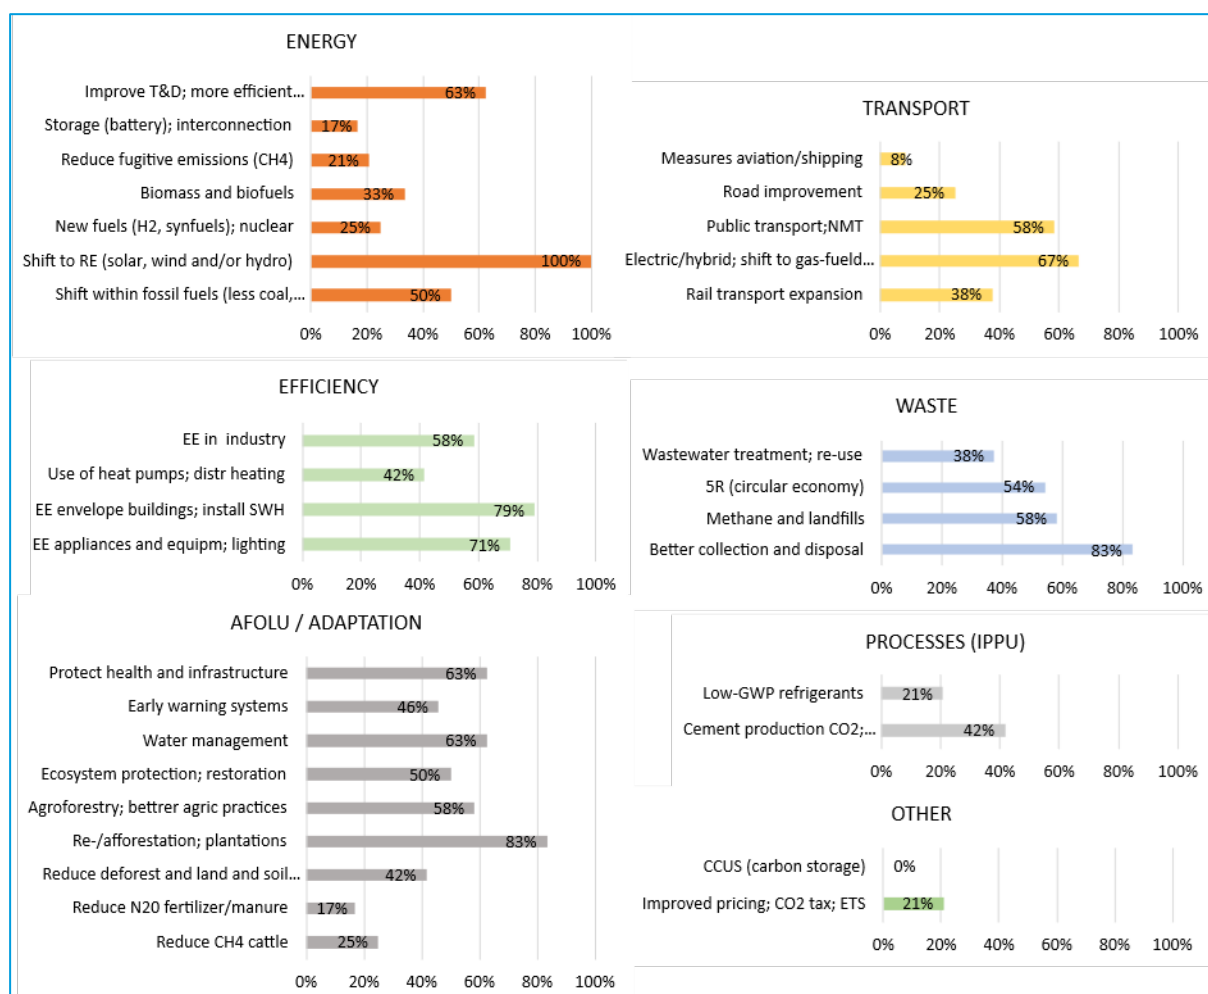 ENERGY
Improve T&D; more efficient... 63%
Storage (battery); interconnection 17%
Reduce fugitive emissions (CH4) 21%
Biomass and biofuels 33%
New fuels (H2, synfuels); nuclear 25%
Shift to RE (solar, wind and/or hydro) 100%
Shift within fossil fuels (less coal,... 50%
0% 20% 40% 60% 80% 100%
TRANSPORT
Measures aviation/shipping 8%
Road improvement 25%
Public transport;NMT 58%
Electric/hybrid; shift to gas-fueld... 67%
Rail transport expansion 38%
0% 20% 40% 60% 80% 100%
EFFICIENCY
EE in industry 58%
Use of heat pumps; distr heating 42%
EE envelope buildings; install SWH 79%
EE appliances and equipm; lighting 71%
0% 20% 40% 60% 80% 100%
WASTE
Wastewater treatment; re-use 38%
5R (circular economy) 54%
Methane and landfills 58%
Better collection and disposal 83%
0% 20% 40% 60% 80% 100%
AFOLU / ADAPTATION
Protect health and infrastructure 63%
Early warning systems 46%
Water management 63%
Ecosystem protection; restoration 50%
Agroforestry; bettrer agric practices 58%
Re-/afforestation; plantations 83%
Reduce deforest and land and soil... 42%
Reduce N20 fertilizer/manure 17%
Reduce CH4 cattle 25%
0% 20% 40% 60% 80% 100%
PROCESSES (IPPU)
Low-GWP refrigerants 21%
Cement production CO2;... 42%
0% 20% 40% 60% 80% 100%
OTHER
CCUS (carbon storage) 0%
Improved pricing; CO2 tax; ETS 21%
0% 20% 40% 60% 80% 100%